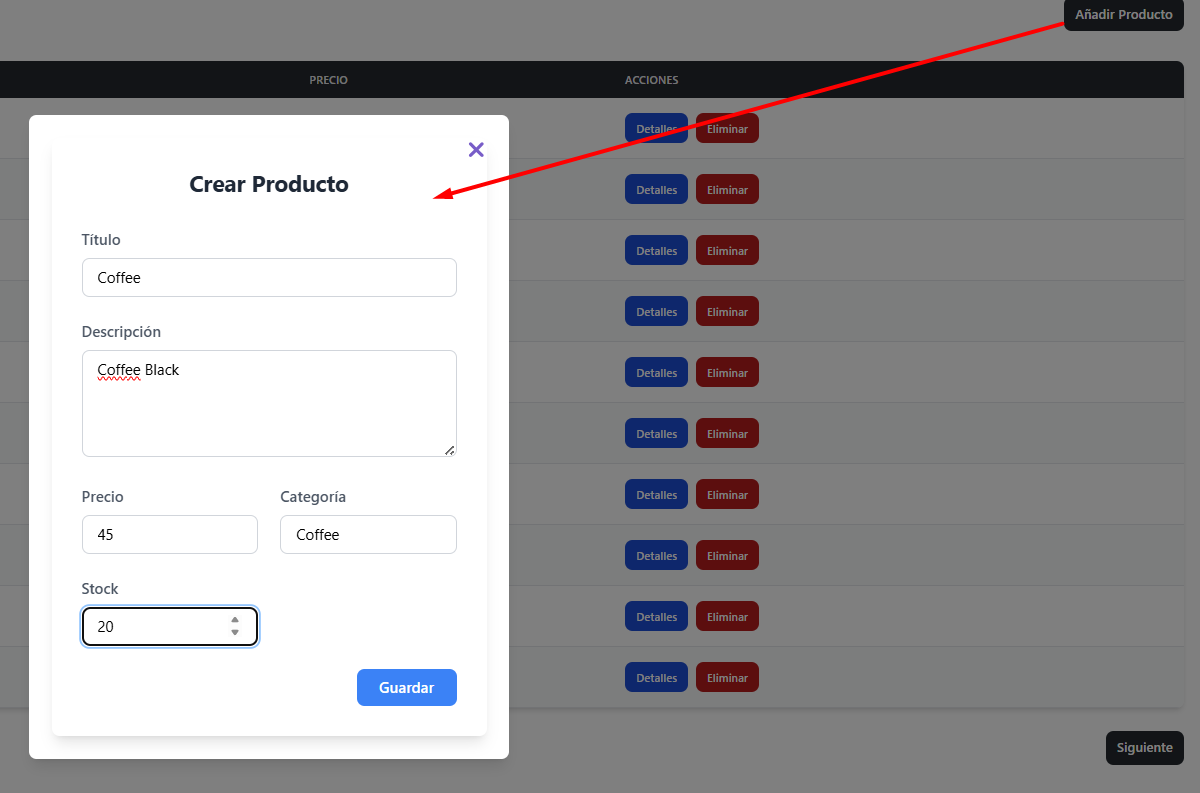 Añadir Producto
PRECIO ACCIONES
Detalles Eliminar
Crear Producto
Detalles Eliminar
Título
Detalles Eliminar
Coffee
Detalles Eliminar
Descripción
Coffee Black
Detalles Eliminar
Detalles Eliminar
Precio Categoría
Detalles Eliminar
45 Coffee
Detalles Eliminar
Stock
20
Detalles Eliminar
Detalles Eliminar
Guardar
Siguiente